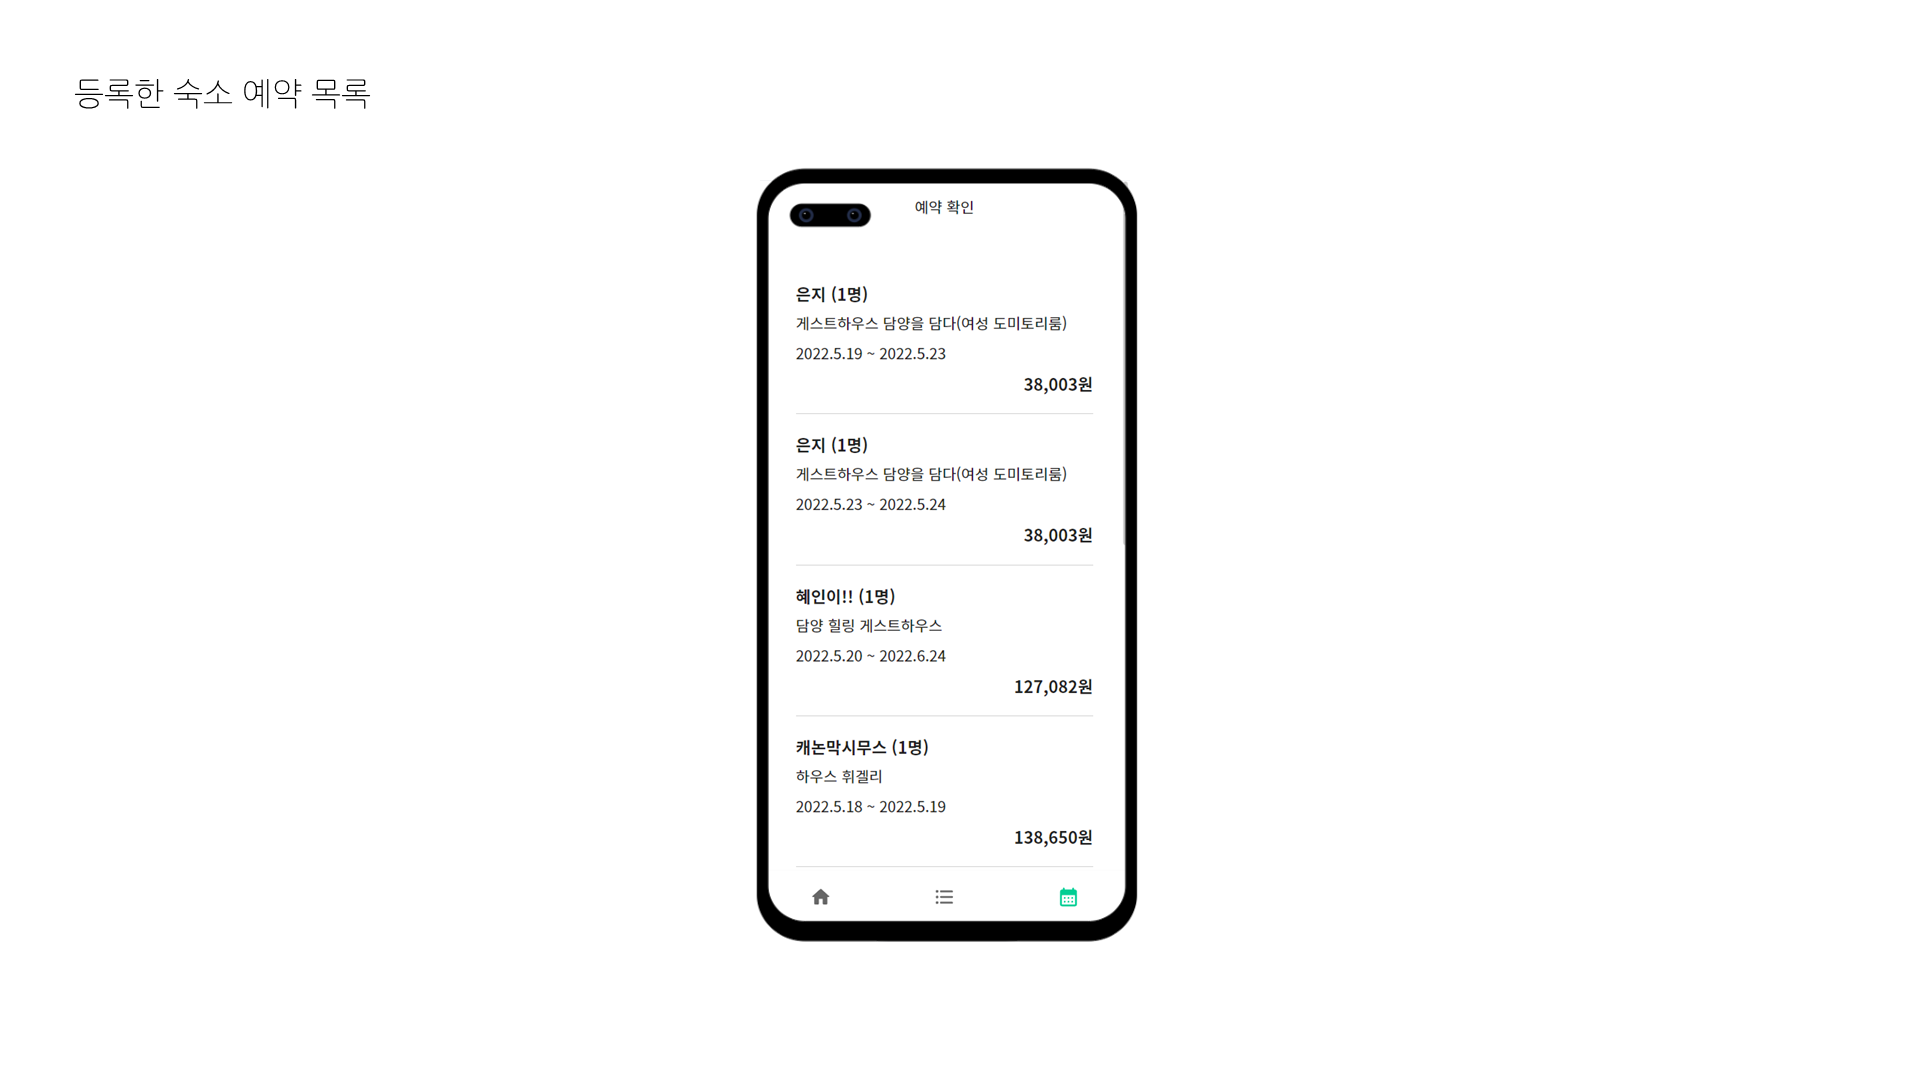 등록한 숙소 예약 목록
예약 확인
은지 (1명)
게스트하우스 담양을 담다(여성 도미토리룸)
2022.5.19 ~ 2022.5.23
38,003원
은지 (1명)
게스트하우스 담양을 담다(여성 도미토리룸)
2022.5.23 ~ 2022.5.24
38,003원
혜인이!! (1명)
담양 힐링 게스트하우스
2022.5.20 ~ 2022.6.24
127,082원
캐논막시무스 (1명)
하우스 휘겔리
2022.5.18 ~ 2022.5.19
138,650원